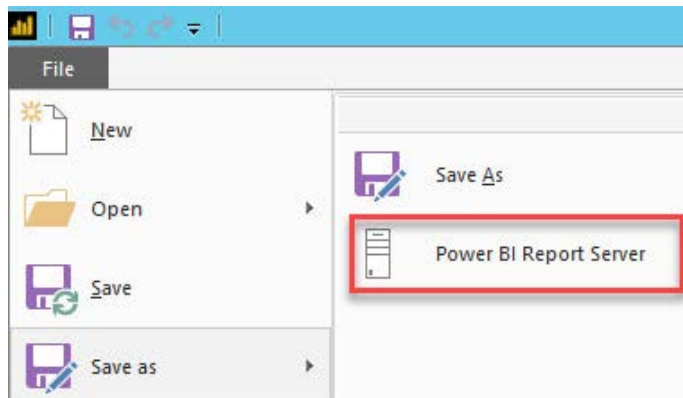 File
New
Open
Save
Save as
Save As
Power BI Report Server